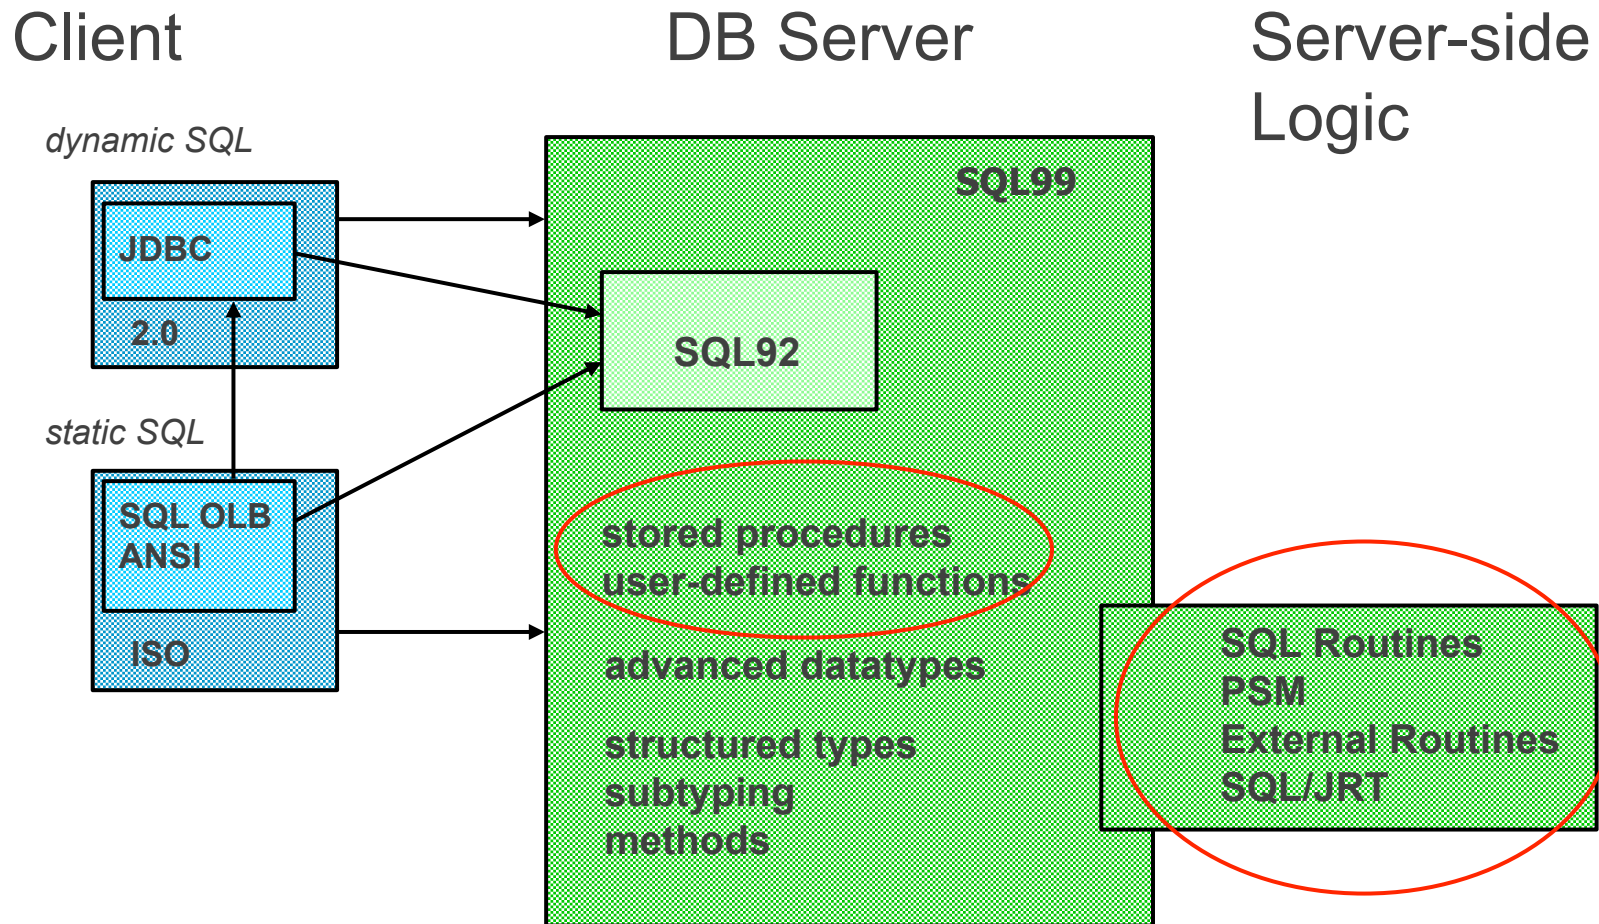 Client
DB Server
Server-side
Logic
dynamic SQL
JDBC
2.0
static SQL
SQL OLB
ANSI
ISO
SQL99
SQL92
stored procedures
user-defined functions
advanced datatypes
structured types
subtyping
methods
SQL Routines
PSM
External Routines
SQL/JRT